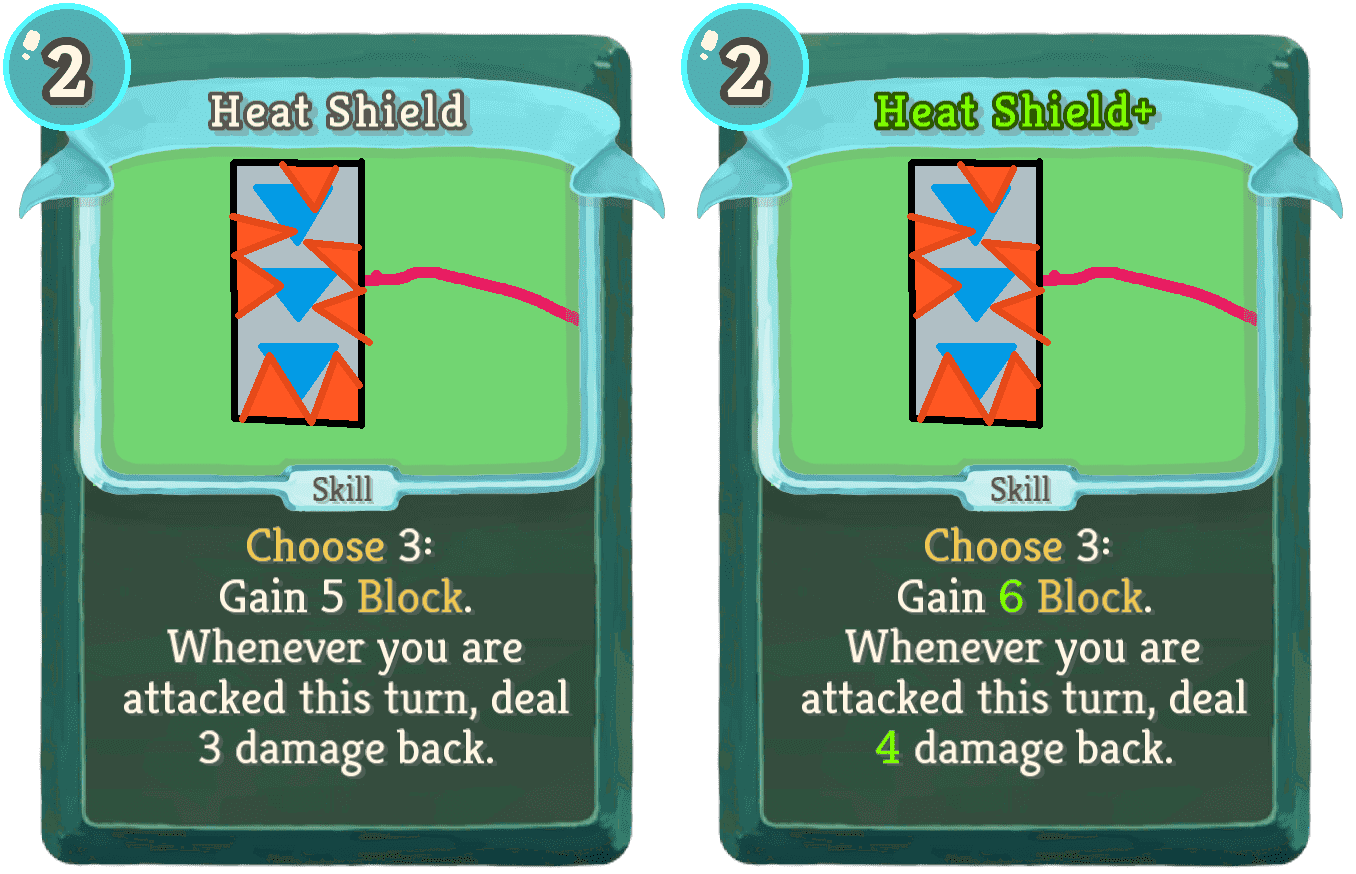 2
Heat Shield
Skill
Choose 3:
Gain 5 Block.
Whenever you are
attacked this turn, deal
3 damage back.
2
Heat Shield+
Skill
Choose 3:
Gain 6 Block.
Whenever you are
attacked this turn, deal
4 damage back.